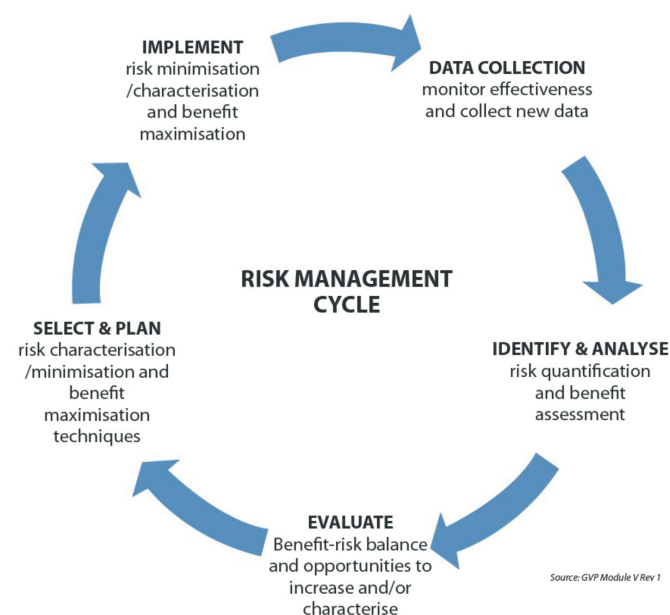 IMPLEMENT
risk minimisation
/characterisation
and benefit
maximisation
DATA COLLECTION
monitor effectiveness
and collect new data
RISK MANAGEMENT
CYCLE
SELECT & PLAN
risk characterisation
/minimisation and
benefit
maximisation
techniques
IDENTIFY & ANALYSE
risk quantification
and benefit
assessment
EVALUATE
Benefit-risk balance
and opportunities to
increase and/or
characterise
Source: GVP Module V Rev 1